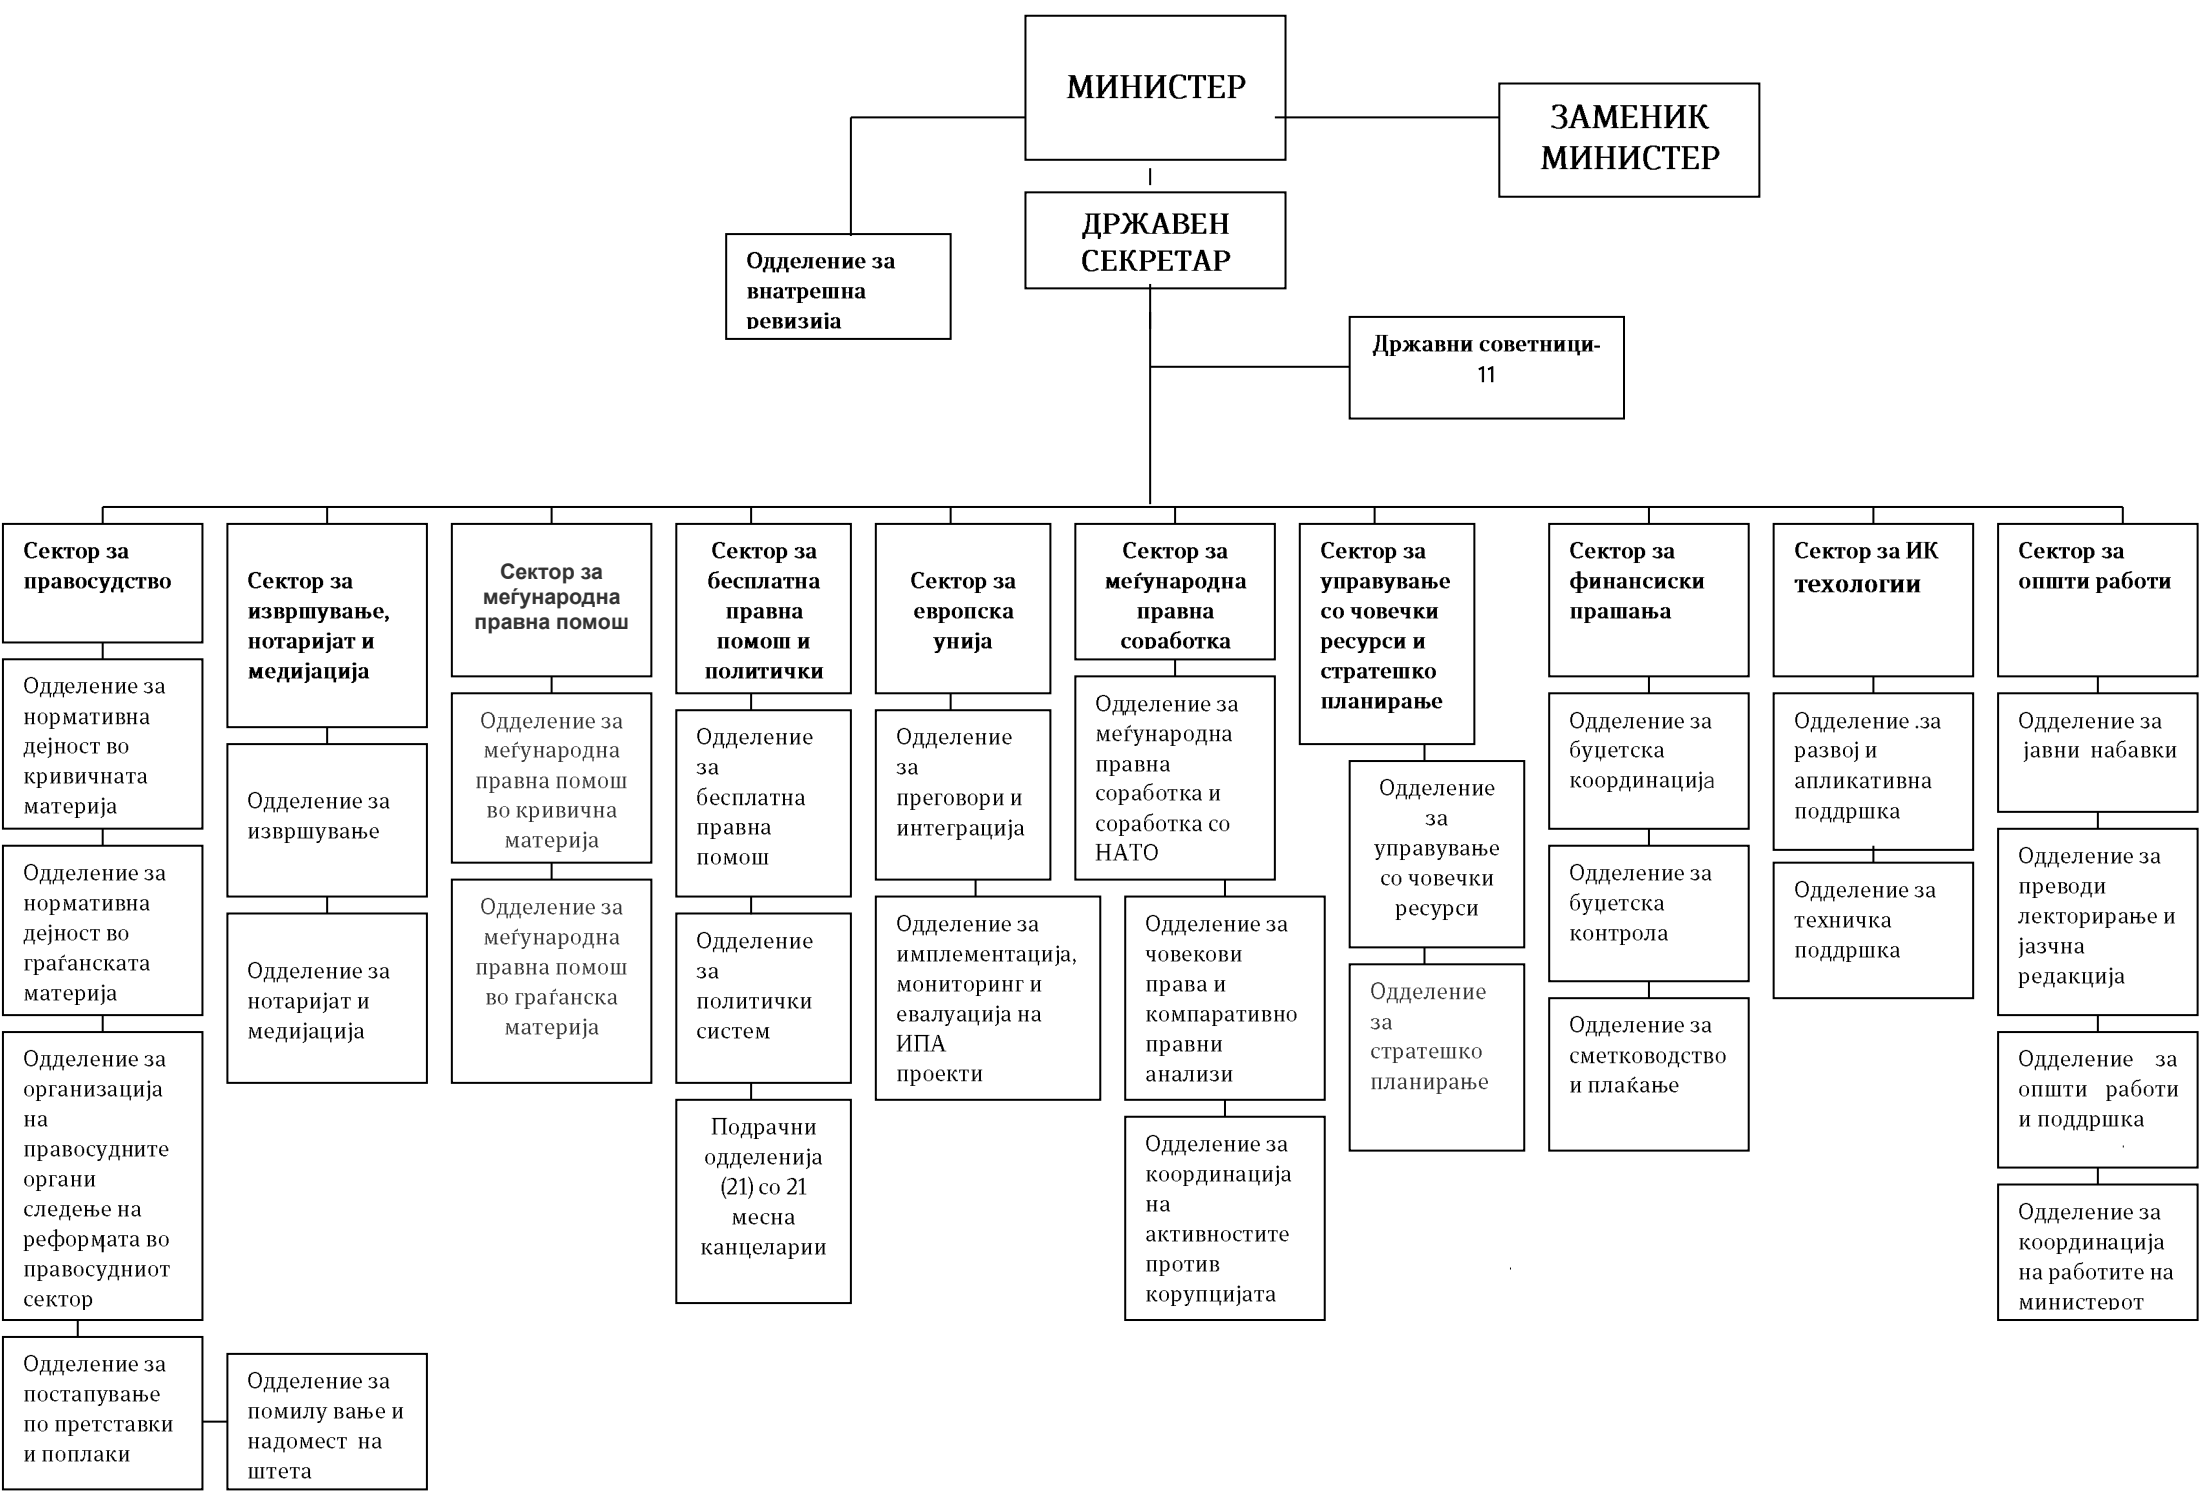 МИНИСТЕР
ЗАМЕНИК
МИНИСТЕР
ДРЖАВЕН
СЕКРЕТАР
Одделение за
внатрешна
ревизија
Државни советници-
11
Сектор за
правосудство
Одделение за
нормативна
дејност во
кривичната
материја
Одделение за
нормативна
дејност во
граѓанската
материја
Одделение за
организација
на
правосудните
органи
следење на
реформата во
правосудниот
сектор
Одделение за
постапување
по претставки
и поплаки
Одделение за
помилу вање и
надомест на
штета
Сектор за
извршување,
нотаријат и
медијација
Одделение за
извршување
Одделение за
нотаријат и
медијација
Сектор за
меѓународна
правна помош
Одделение за
меѓународна
правна помош
во кривична
материја
Одделение за
меѓународна
правна помош
во граѓанска
материја
Сектор за
бесплатна
правна
помош и
политички
Одделение
за
бесплатна
правна
помош
Одделение
за
политички
систем
Подрачни
одделенија
(21) со 21
месна
канцеларии
Сектор за
европска
унија
Одделение
за
преговори и
интеграција
Одделение за
имплементација,
мониторинг и
евалуација на
ИПА
проекти
Сектор за
меѓународна
правна
соработка
Одделение за
меѓународна
правна
соработка и
соработка со
НАТО
Одделение за
човекови
права и
компаративно
правни
анализи
Одделение за
координација
на
активностите
против
корупцијата
Сектор за
управување
со човечки
ресурси и
стратешко
планирање
Одделение
за
управување
со човечки
ресурси
Одделение
за
стратешко
планирање
Сектор за
финансиски
прашања
Одделение за
буџетска
координација
Одделение за
буџетска
контрола
Одделение за
сметководство
и плаќање
Сектор за ИК
техологии
Одделение .за
развој и
апликативна
поддршка
Одделение за
техничка
поддршка
Сектор за
општи работи
Одделение за
јавни набавки
Одделение за
преводи
лекторирање и
јазчна
редакција
Одделение за
општи работи
и поддршка
Одделение за
координација
на работите на
министерот